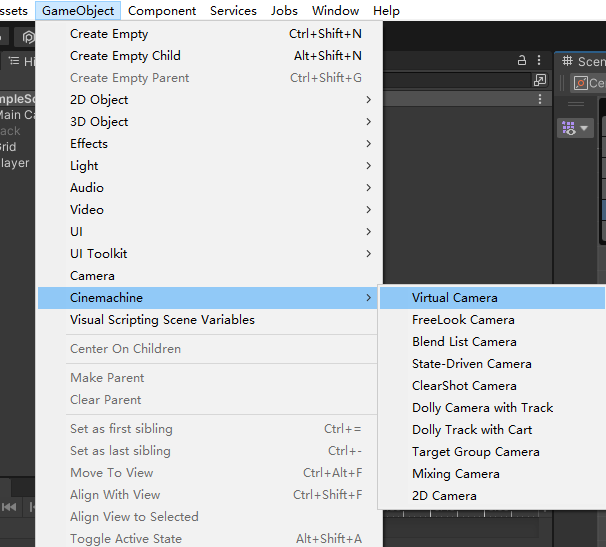 ssets GameObject Component Services Jobs Window Help
Create Empty Ctrl+Shift+N
Create Empty Child Alt+Shift+N
Create Empty Parent Ctrl+Shift+G
2D Object
3D Object
Effects
Light
Audio
Video
UI
UI Toolkit
Camera
Cinemachine
Visual Scripting Scene Variables
Center On Children
Make Parent
Clear Parent
Set as first sibling Ctrl+=
Set as last sibling Ctrl+-
Move To View Ctrl+Alt+F
Align With View Ctrl+Shift+F
Align View to Selected
Toggle Active State Alt+Shift+A
Virtual Camera
FreeLook Camera
Blend List Camera
State-Driven Camera
ClearShot Camera
Dolly Camera with Track
Dolly Track with Cart
Target Group Camera
Mixing Camera
2D Camera
Hi
mpleSc
Main Ca
ack
rid
layer
Scen
Ce